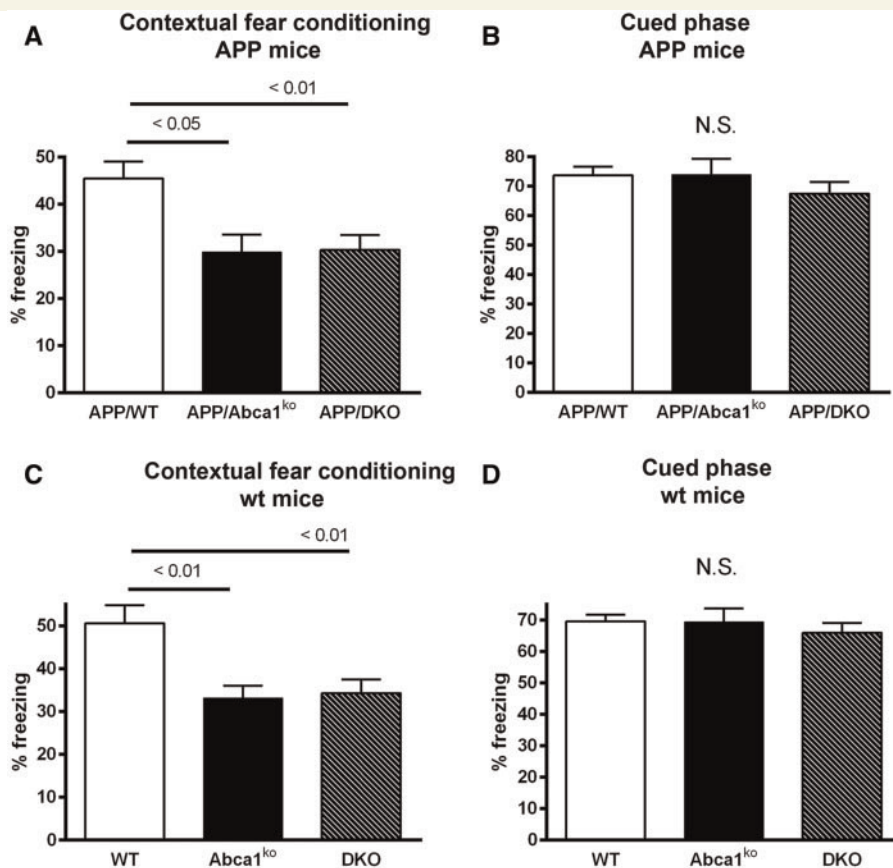 A
Contextual fear conditioning
APP mice
< 0.01
< 0.05
% freezing
50
40
30
20
10
0
APP/WT
APP/Abca1ko
APP/DKO
B
Cued phase
APP mice
N.S.
% freezing
80
70
60
50
40
30
20
10
0
APP/WT
APP/Abca1ko
APP/DKO
C
Contextual fear conditioning
wt mice
< 0.01
< 0.01
% freezing
50
40
30
20
10
0
WT
Abca1ko
DKO
D
Cued phase
wt mice
N.S.
% freezing
70
60
50
40
30
20
10
0
WT
Abca1ko
DKO